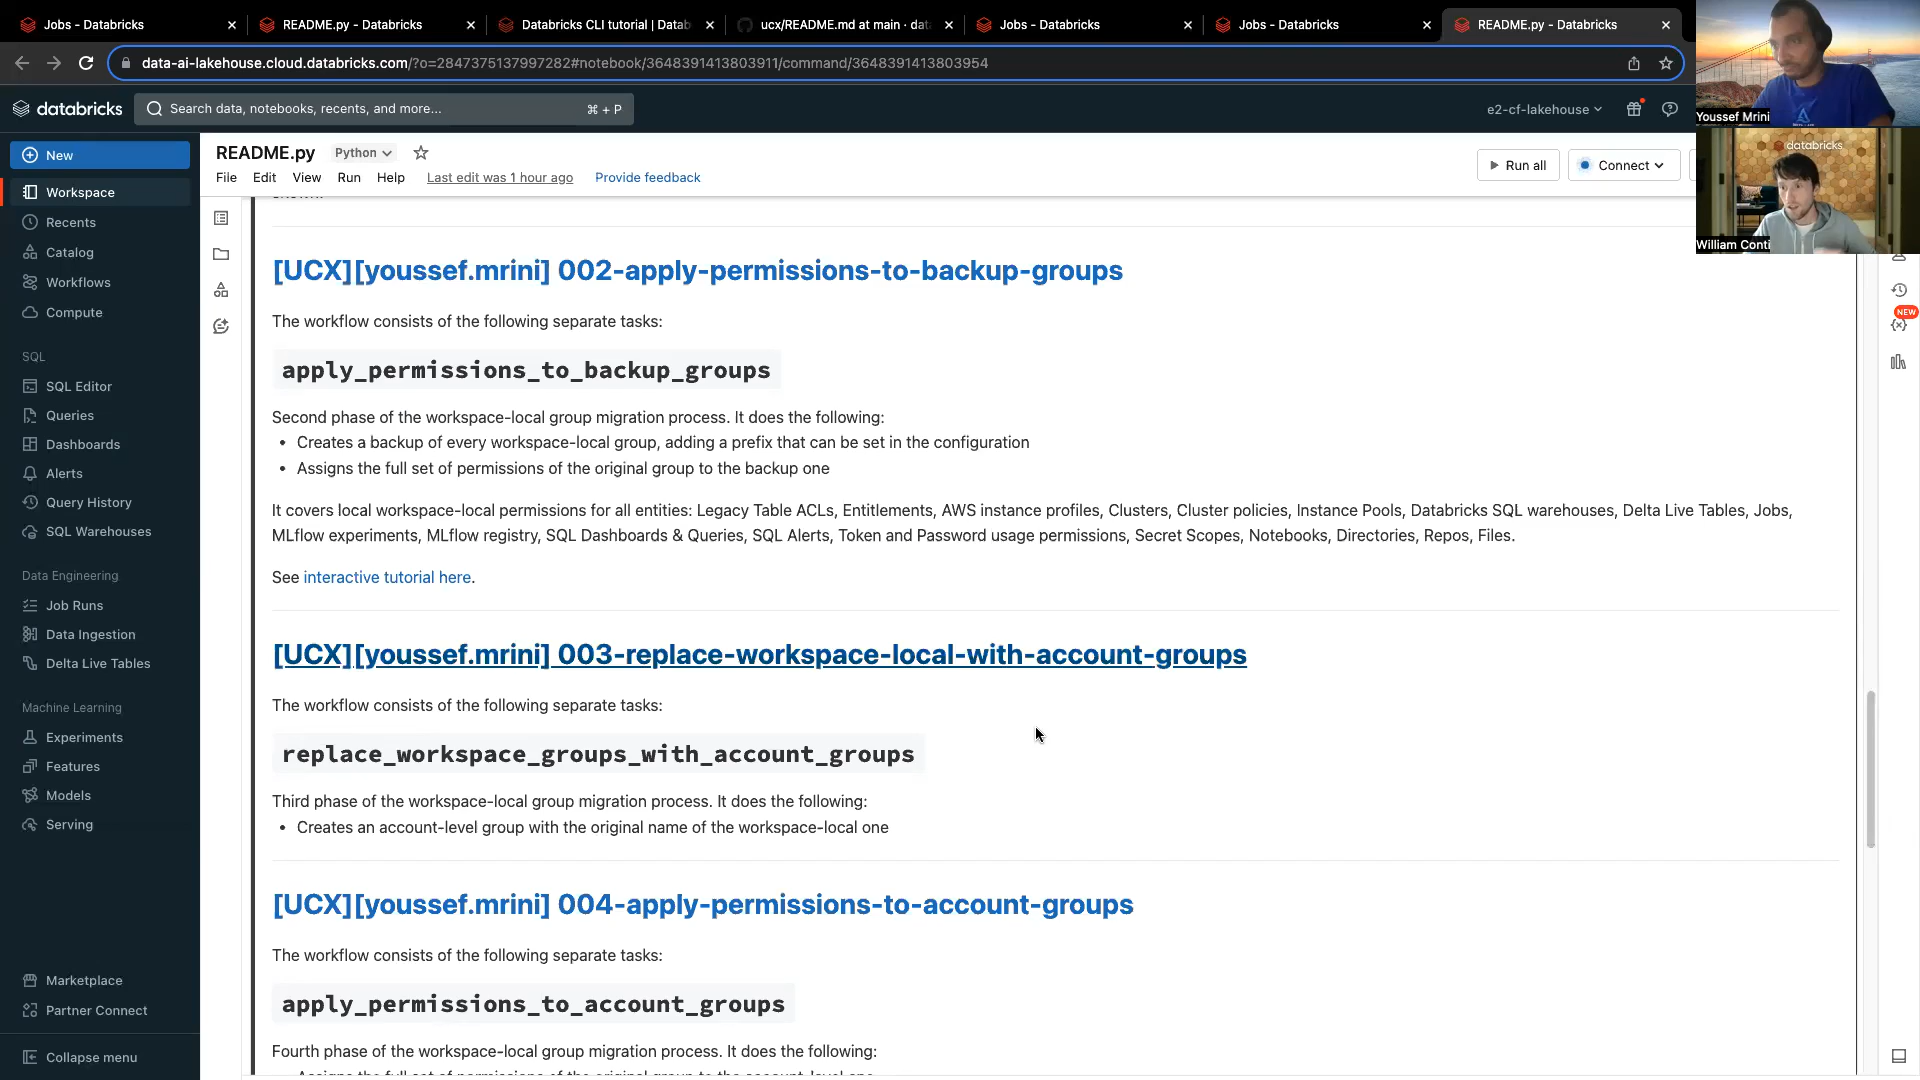 Jobs - Databricks
README.py - Databricks
Databricks CLI tutorial | Datab
ucx/README.md at main · dat
Jobs - Databricks
Jobs - Databricks
README.py - Databricks
data-ai-lakehouse.cloud.databricks.com/?o=2847375137997282#notebook/3648391413803911/command/3648391413803954
databricks
Search data, notebooks, recents, and more...
⌘ + P
e2-cf-lakehouse
Youssef Mrini
databricks
William Conti
New
Workspace
Recents
Catalog
Workflows
Compute
SQL
SQL Editor
Queries
Dashboards
Alerts
Query History
SQL Warehouses
Data Engineering
Job Runs
Data Ingestion
Delta Live Tables
Machine Learning
Experiments
Features
Models
Serving
Marketplace
Partner Connect
Collapse menu
README.py
Python
File Edit View Run Help
Last edit was 1 hour ago
Provide feedback
Run all
Connect
NEW
[UCX][youssef.mrini] 002-apply-permissions-to-backup-groups
The workflow consists of the following separate tasks:
apply_permissions_to_backup_groups
Second phase of the workspace-local group migration process. It does the following:
• Creates a backup of every workspace-local group, adding a prefix that can be set in the configuration
• Assigns the full set of permissions of the original group to the backup one
It covers local workspace-local permissions for all entities: Legacy Table ACLs, Entitlements, AWS instance profiles, Clusters, Cluster policies, Instance Pools, Databricks SQL warehouses, Delta Live Tables, Jobs,
MLflow experiments, MLflow registry, SQL Dashboards & Queries, SQL Alerts, Token and Password usage permissions, Secret Scopes, Notebooks, Directories, Repos, Files.
See interactive tutorial here.
[UCX][youssef.mrini] 003-replace-workspace-local-with-account-groups
The workflow consists of the following separate tasks:
replace_workspace_groups_with_account_groups
Third phase of the workspace-local group migration process. It does the following:
• Creates an account-level group with the original name of the workspace-local one
[UCX][youssef.mrini] 004-apply-permissions-to-account-groups
The workflow consists of the following separate tasks:
apply_permissions_to_account_groups
Fourth phase of the workspace-local group migration process. It does the following:
Assigns the full set of permissions of the original group to the account-level one